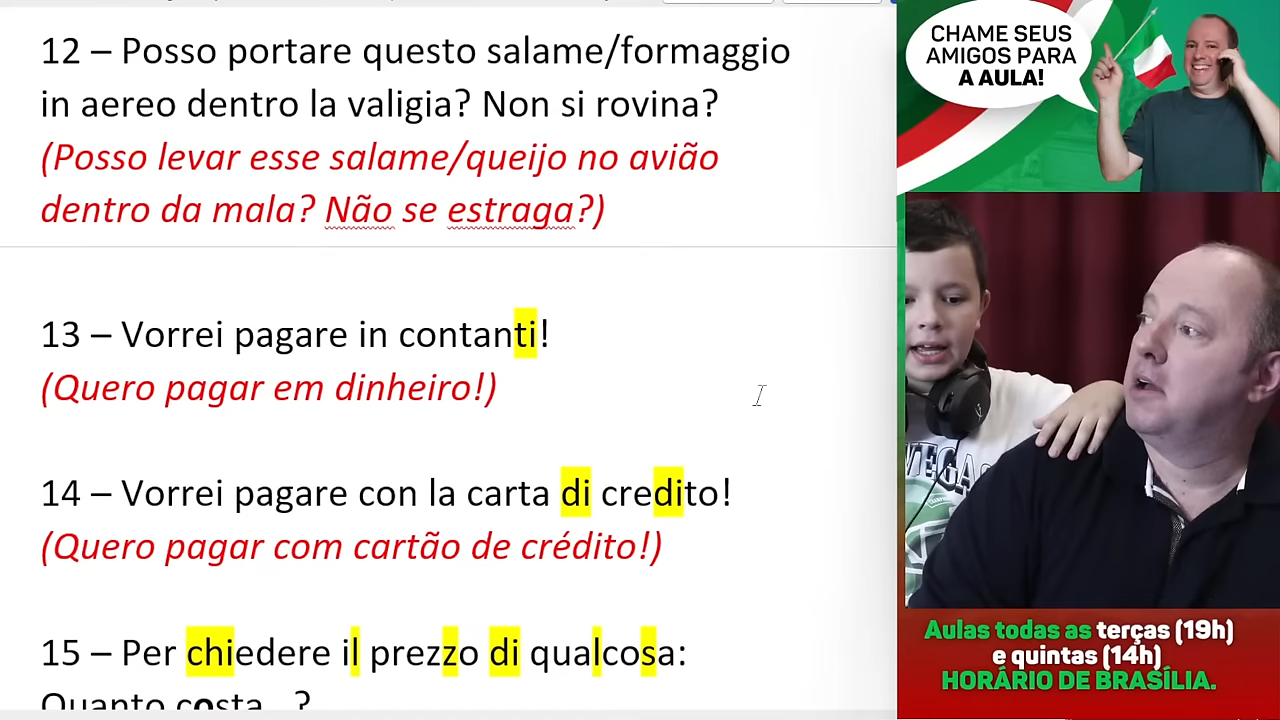 12 – Posso portare questo salame/formaggio
in aereo dentro la valigia? Non si rovina?
(Posso levar esse salame/queijo no avião
dentro da mala? Não se estraga?)
13 – Vorrei pagare in contanti!
(Quero pagar em dinheiro!)
14 – Vorrei pagare con la carta di credito!
(Quero pagar com cartão de crédito!)
15 – Per chiedere il prezzo di qualcosa:
Quanto costa...?
CHAME SEUS
AMIGOS PARA
A AULA!
VEGAS
Aulas todas as terças (19h)
e quintas (14h)
HORÁRIO DE BRASÍLIA.